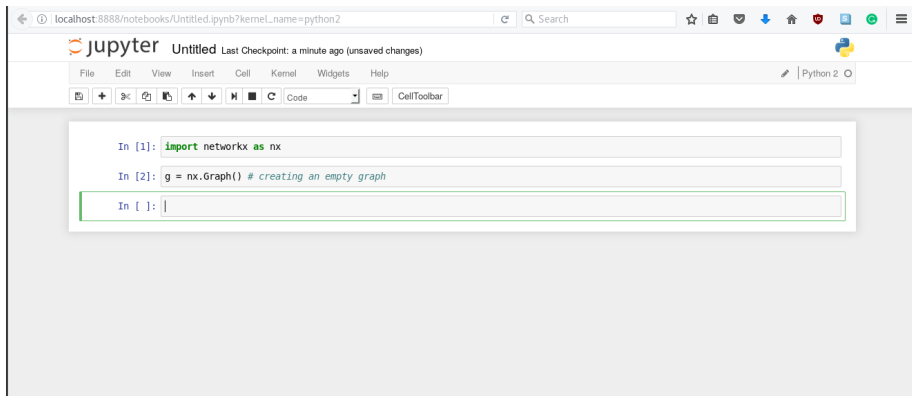 localhost:8888/notebooks/Untitled.ipynb?kernel_name=python2
Search
jupyter Untitled Last Checkpoint: a minute ago (unsaved changes)
File Edit View Insert Cell Kernel Widgets Help Python 2
Code CellToolbar
In [1]: import networkx as nx
In [2]: g = nx.Graph() # creating an empty graph
In [ ]: